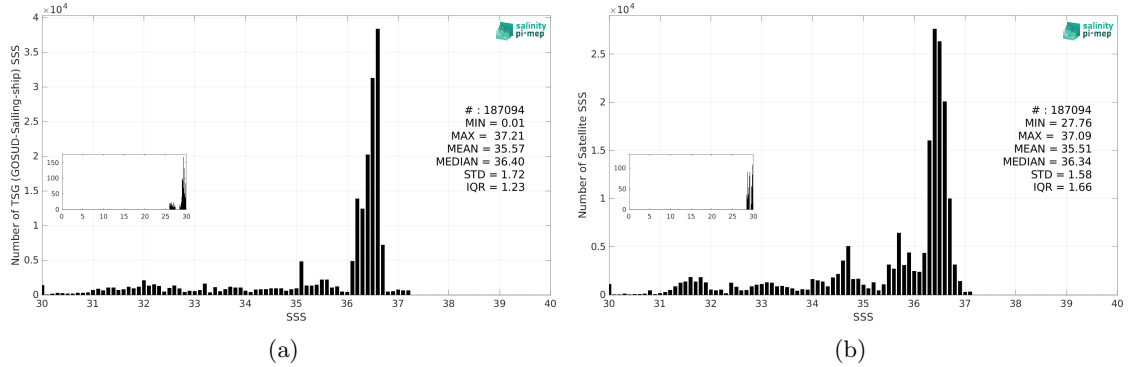 ×10⁴
4
3.5
3
2.5
2
1.5
1
0.5
0
Number of TSG (GOSUD-Sailing-ship) SSS
salinity
pi-mep
# : 187094
MIN = 0.01
MAX = 37.21
MEAN = 35.57
MEDIAN = 36.40
STD = 1.72
IQR = 1.23
150
100
50
0
0 5 10 15 20 25 30
30 31 32 33 34 35 36 37 38 39 40
SSS
(a)
×10⁴
2.5
2
1.5
1
0.5
0
Number of Satellite SSS
salinity
pi-mep
# : 187094
MIN = 27.76
MAX = 37.09
MEAN = 35.51
MEDIAN = 36.34
STD = 1.58
IQR = 1.66
100
50
0
0 5 10 15 20 25 30
30 31 32 33 34 35 36 37 38 39 40
SSS
(b)